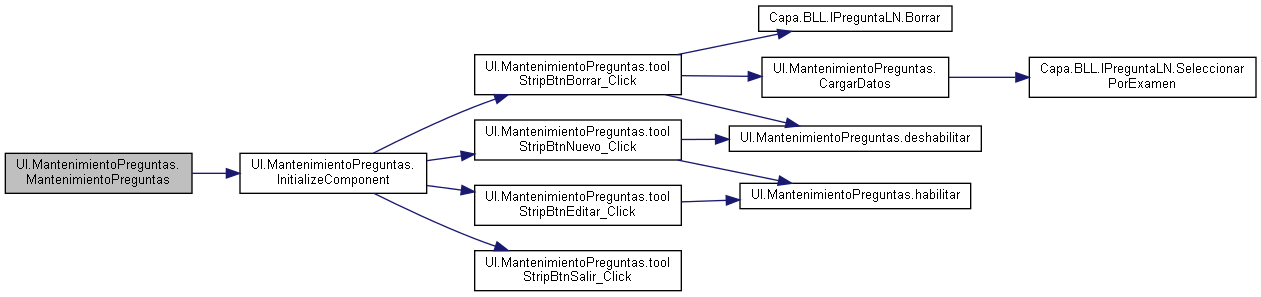 UI.MantenimientoPreguntas.
MantenimientoPreguntas
UI.MantenimientoPreguntas.
InitializeComponent
UI.MantenimientoPreguntas.tool
StripBtnBorrar_Click
Capa.BLL.IPreguntaLN.Borrar
UI.MantenimientoPreguntas.
CargarDatos
Capa.BLL.IPreguntaLN.Seleccionar
PorExamen
UI.MantenimientoPreguntas.deshabilitar
UI.MantenimientoPreguntas.tool
StripBtnNuevo_Click
UI.MantenimientoPreguntas.habilitar
UI.MantenimientoPreguntas.tool
StripBtnEditar_Click
UI.MantenimientoPreguntas.tool
StripBtnSalir_Click